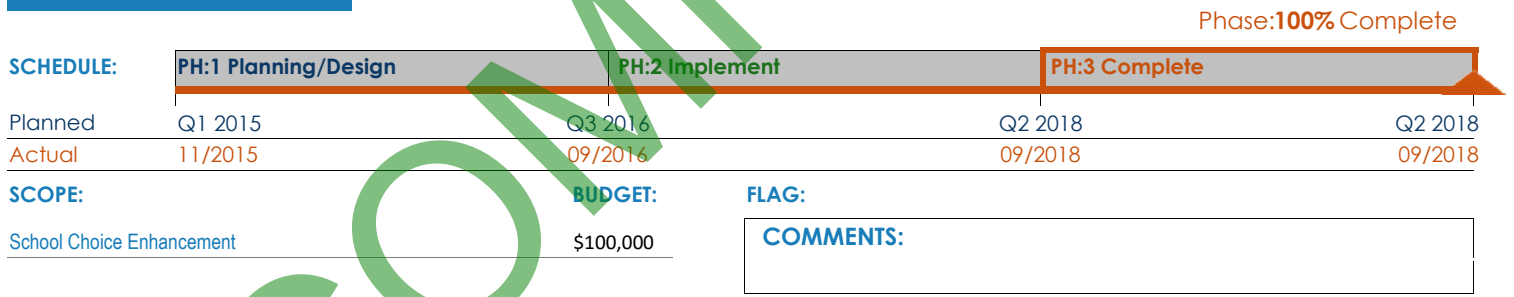 Phase:100% Complete
SCHEDULE: PH:1 Planning/Design PH:2 Implement PH:3 Complete
Planned Q1 2015 Q3 2016 Q2 2018 Q2 2018
Actual 11/2015 09/2016 09/2018 09/2018
SCOPE: BUDGET: FLAG:
School Choice Enhancement $100,000 COMMENTS: